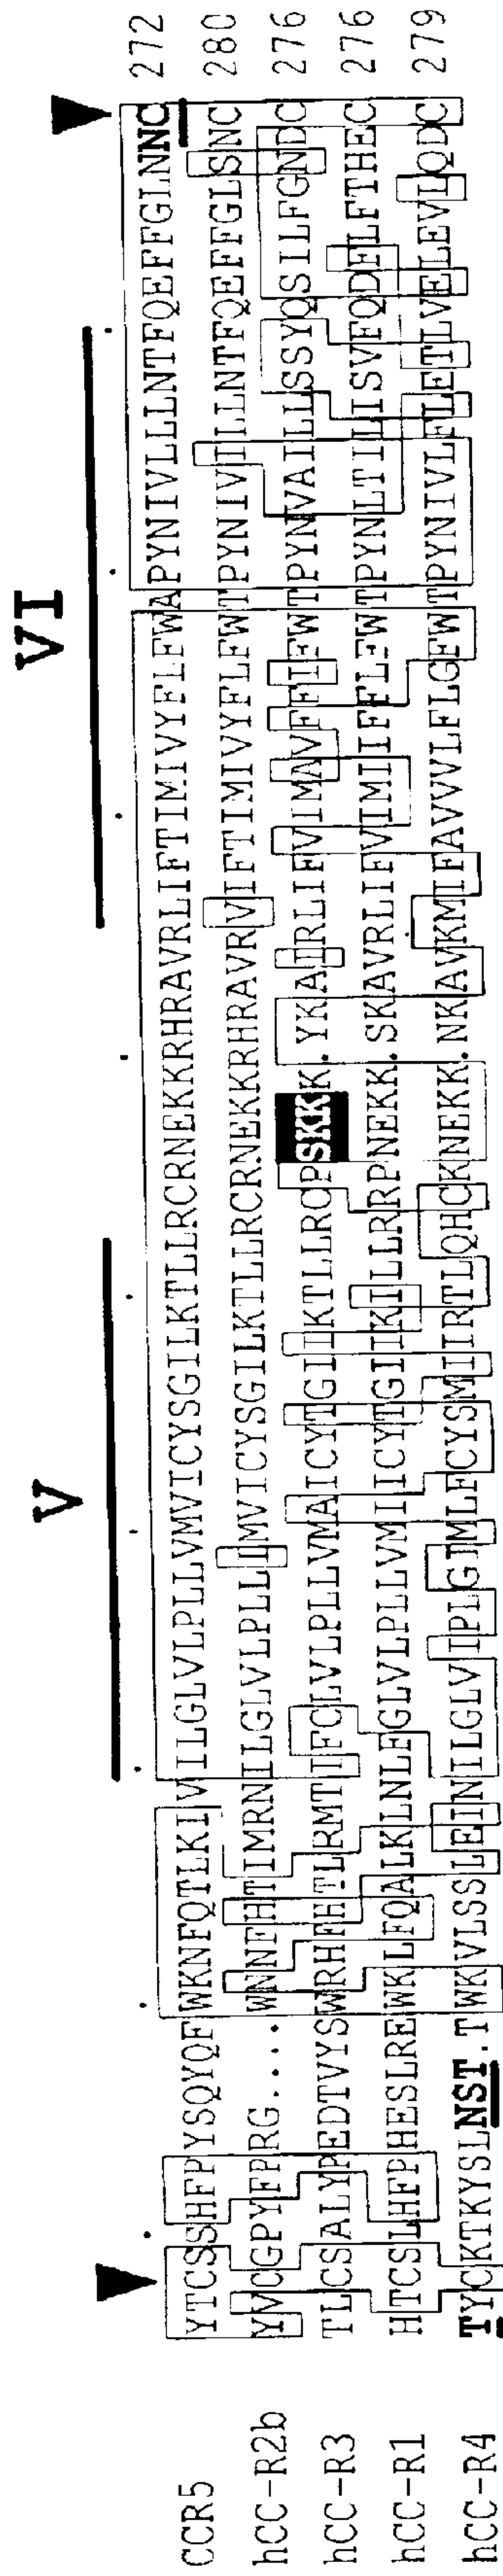 V VI
CCR5 YTCSSHFPYSQYQFWKNFQTLKIVILGLVLPLLVMVICYSGILKTLLRCRNEKKRHRAVRLIFTIMIVYFLFWAPYNIVLLLNTFQEFFGLNNC 272
hCC-R2b YVCGPYFPRG....WNNFHTIMRNILGLVLPLLIMVICYSGILKTLLRCRNEKKRHRAVRVIFTIMIVYFLFWTPYNIVILLNTFQEFFGLSNC 280
hCC-R3 TLCSALYPEDTVYSWRHFHTLRMTIFCLVLPLLVMAICYTGIIKTLLRCPSKKK.YKAIRLIFVIMAVFFIFWTPYNVAILLSSYQSILFGNDC 276
hCC-R1 HTCSLHFPHESLREWKLFQALKLNLFGLVLPLLVMIICYTGIIKILLRRPNEKK.SKAVRLIFVIMIIFFLFWTPYNLTILISVFQDFLFTHEC 276
hCC-R4 TYCKTKYSLNST.TWKVLSSLEINILGLVIPLGIMLFCYSMIIRTLQHCKNEKK.NKAVKMIFAVVVLFLGFWTPYNIVLFLETLVELEVLQDC 279